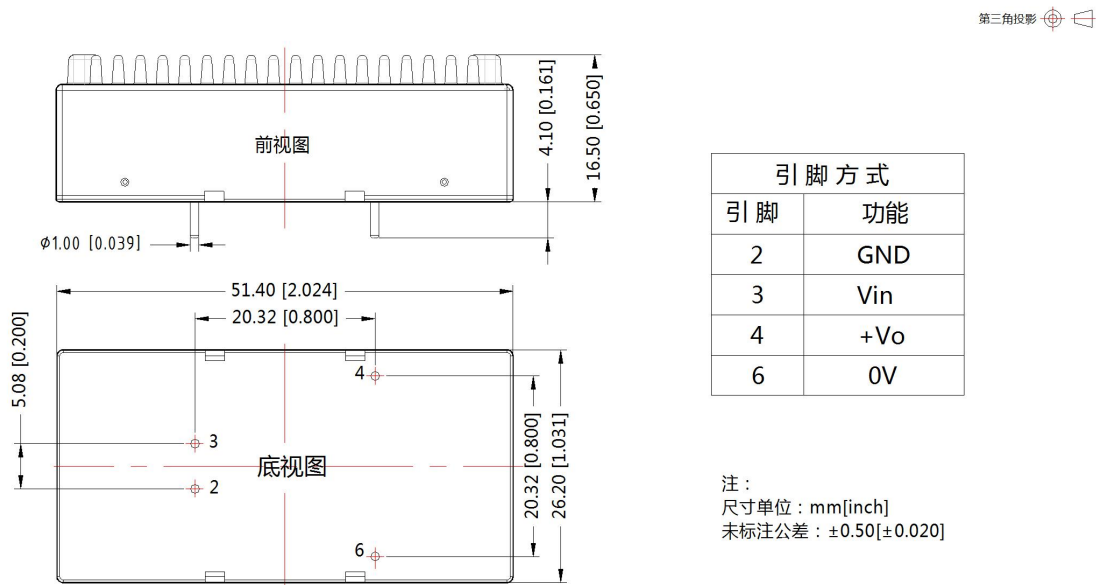 第三角投影
前视图
4.10 [0.161]
16.50 [0.650]
ø1.00 [0.039]
51.40 [2.024]
20.32 [0.800]
5.08 [0.200]
4
3
底视图
2
6
20.32 [0.800]
26.20 [1.031]
引脚方式
引脚 功能
2 GND
3 Vin
4 +Vo
6 0V
注：
尺寸单位：mm[inch]
未标注公差：±0.50[±0.020]